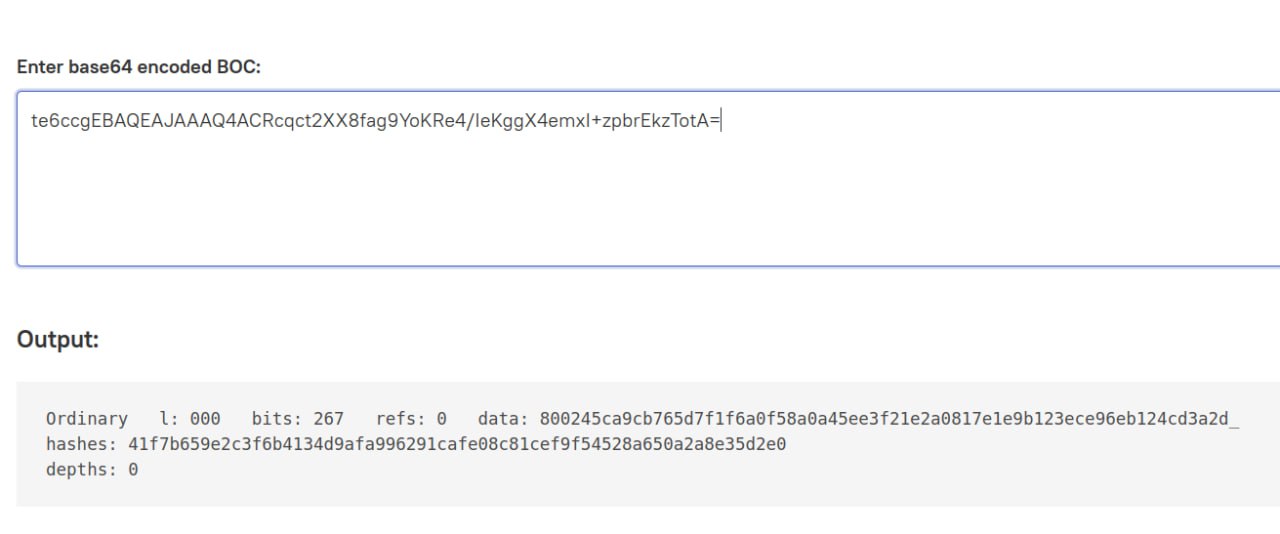 Enter base64 encoded BOC:
te6ccgEBAQEAJAAAQ4ACRcqct2XX8fag9YoKRe4/IeKggX4emxI+zpbrEkzTotA=
Output:
Ordinary l: 000 bits: 267 refs: 0 data: 800245ca9cb765d7f1f6a0f58a0a45ee3f21e2a0817e1e9b123ece96eb124cd3a2d_
hashes: 41f7b659e2c3f6b4134d9afa996291cafe08c81cef9f54528a650a2a8e35d2e0
depths: 0